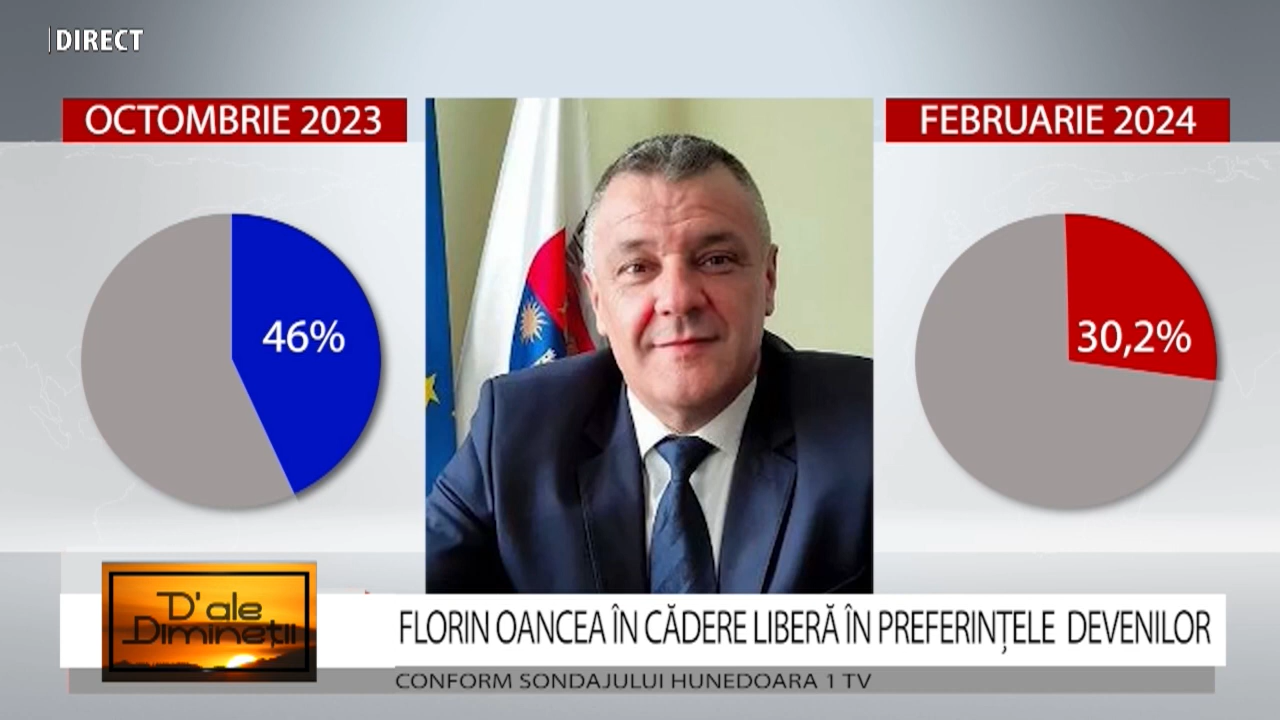 DIRECT
OCTOMBRIE 2023
FEBRUARIE 2024
46%
30,2%
D'ale
Dimineții
FLORIN OANCEA ÎN CĂDERE LIBERĂ ÎN PREFERINȚELE DEVENILOR
CONFORM SONDAJULUI HUNEDOARA 1 TV